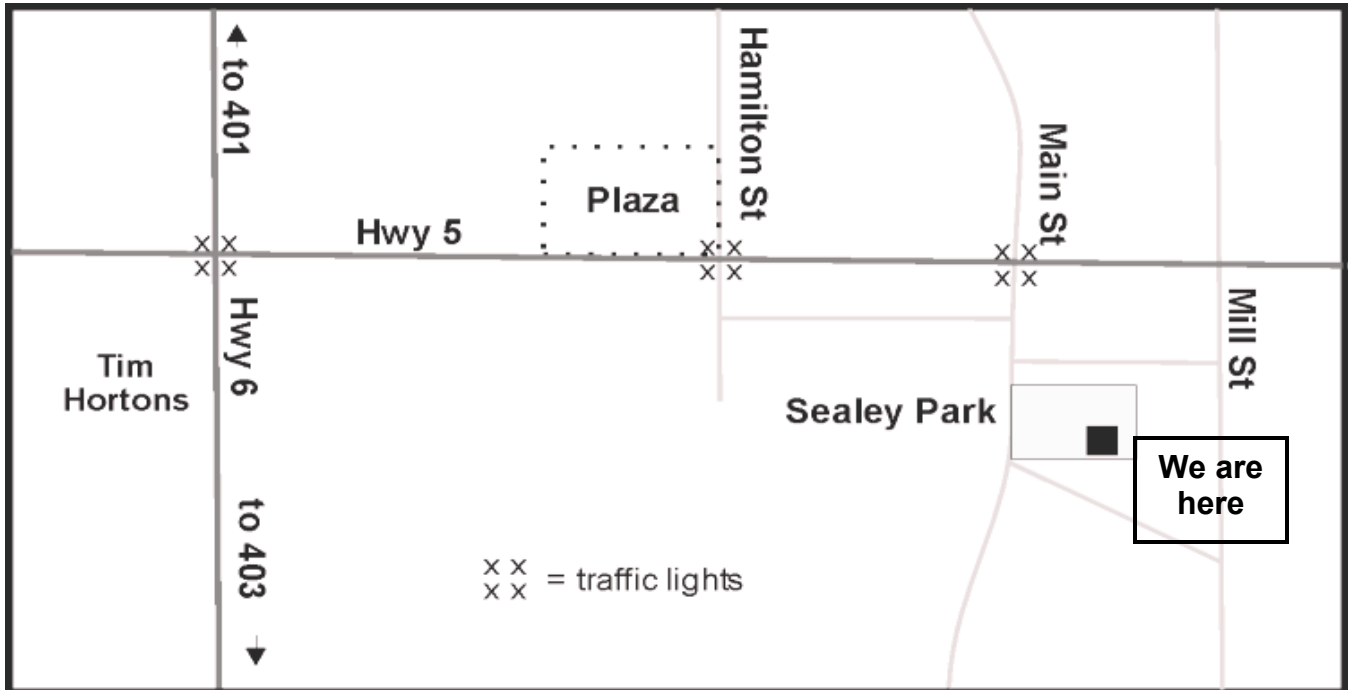 to 401
Hamilton St
Main St
Plaza
Hwy 5
Hwy 6
Mill St
Tim
Hortons
Sealey Park
We are
here
to 403
x x
x x = traffic lights